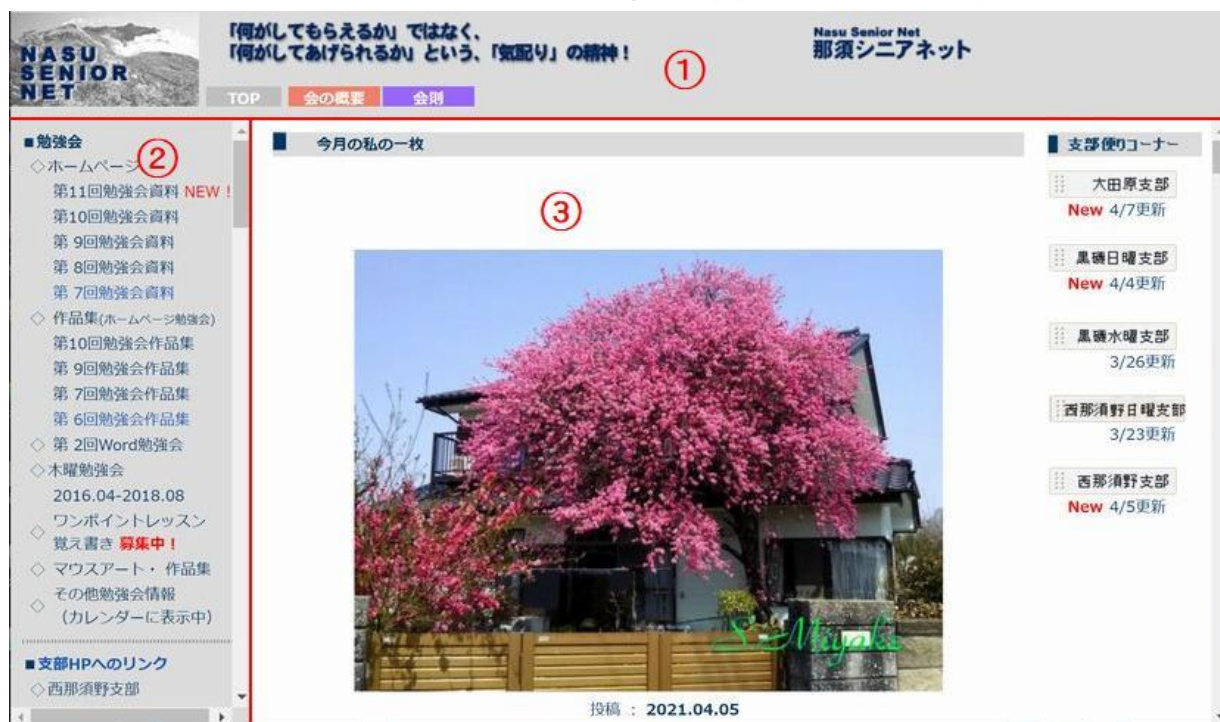 NASU
SENIOR
NET
「何がしてもらえるか」ではなく、
「何がしてあげられるか」という、「気配り」の精神！
①
Nasu Senior Net
那須シニアネット
TOP 会の概要 会則
■勉強会
②
◇ホームページ
第11回勉強会資料 NEW！
第10回勉強会資料
第 9回勉強会資料
第 8回勉強会資料
第 7回勉強会資料
◇ 作品集(ホームページ勉強会)
第10回勉強会作品集
第 9回勉強会作品集
第 7回勉強会作品集
第 6回勉強会作品集
◇ 第 2回Word勉強会
◇木曜勉強会
2016.04-2018.08
◇ ワンポイントレッスン
覚え書き 募集中！
◇ マウスアート・ 作品集
◇ その他勉強会情報
（カレンダーに表示中）
■支部HPへのリンク
◇西那須野支部
今月の私の一枚
③
S.Miyake
投稿 ： 2021.04.05
支部便りコーナー
大田原支部
New 4/7更新
黒磯日曜支部
New 4/4更新
黒磯水曜支部
3/26更新
西那須野日曜支部
3/23更新
西那須野支部
New 4/5更新